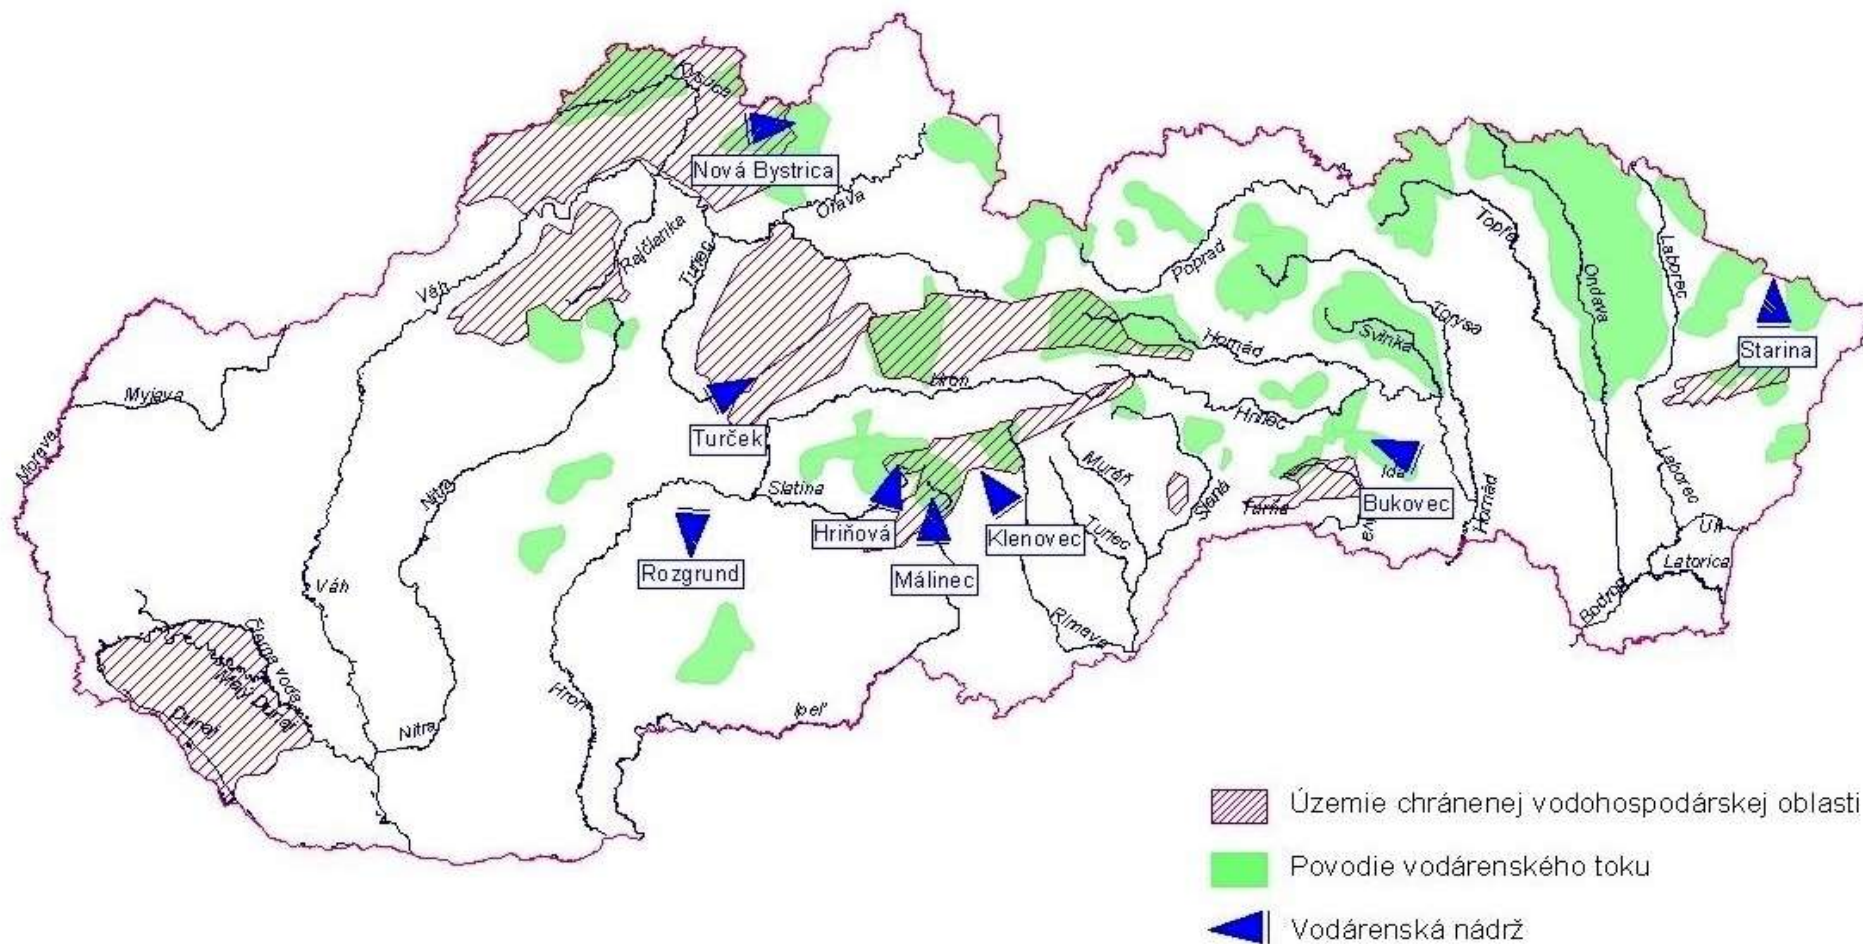 Kysuca
Nová Bystrica
Orava
Rajčianka
Turiec
Váh
Poprad
Topľa
Laborec
Ondava
Torysa
Svinka
Hornád
Starina
Hron
Myjava
Morava
Turček
Hnilec
Muráň
Slaná
Ida
Bukovec
Nitra
Slatina
Hriňová
Klenovec
Turiec
Turňa
Hornád
Laborec
Uh
Latorica
Rozgrund
Málinec
Váh
Rimava
Bodrog
Čierna voda
Malý Dunaj
Dunaj
Hron
Nitra
Ipeľ
Územie chránenej vodohospodárskej oblasti
Povodie vodárenského toku
Vodárenská nádrž